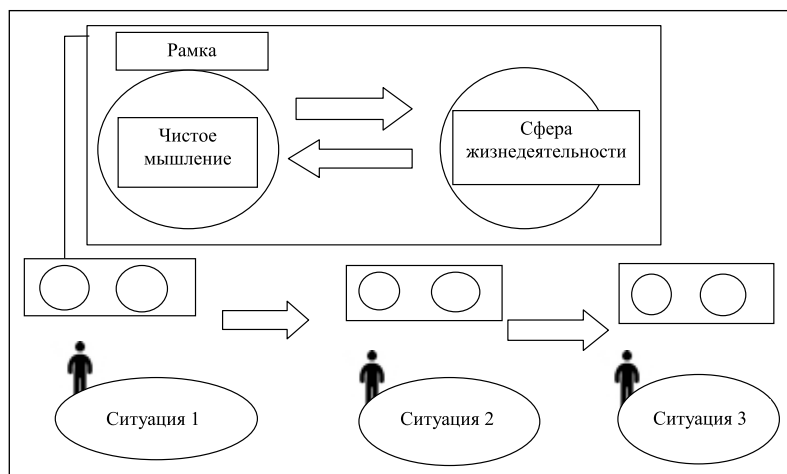 Рамка
Чистое
мышление
Сфера
жизнедеятельности
Ситуация 1
Ситуация 2
Ситуация 3